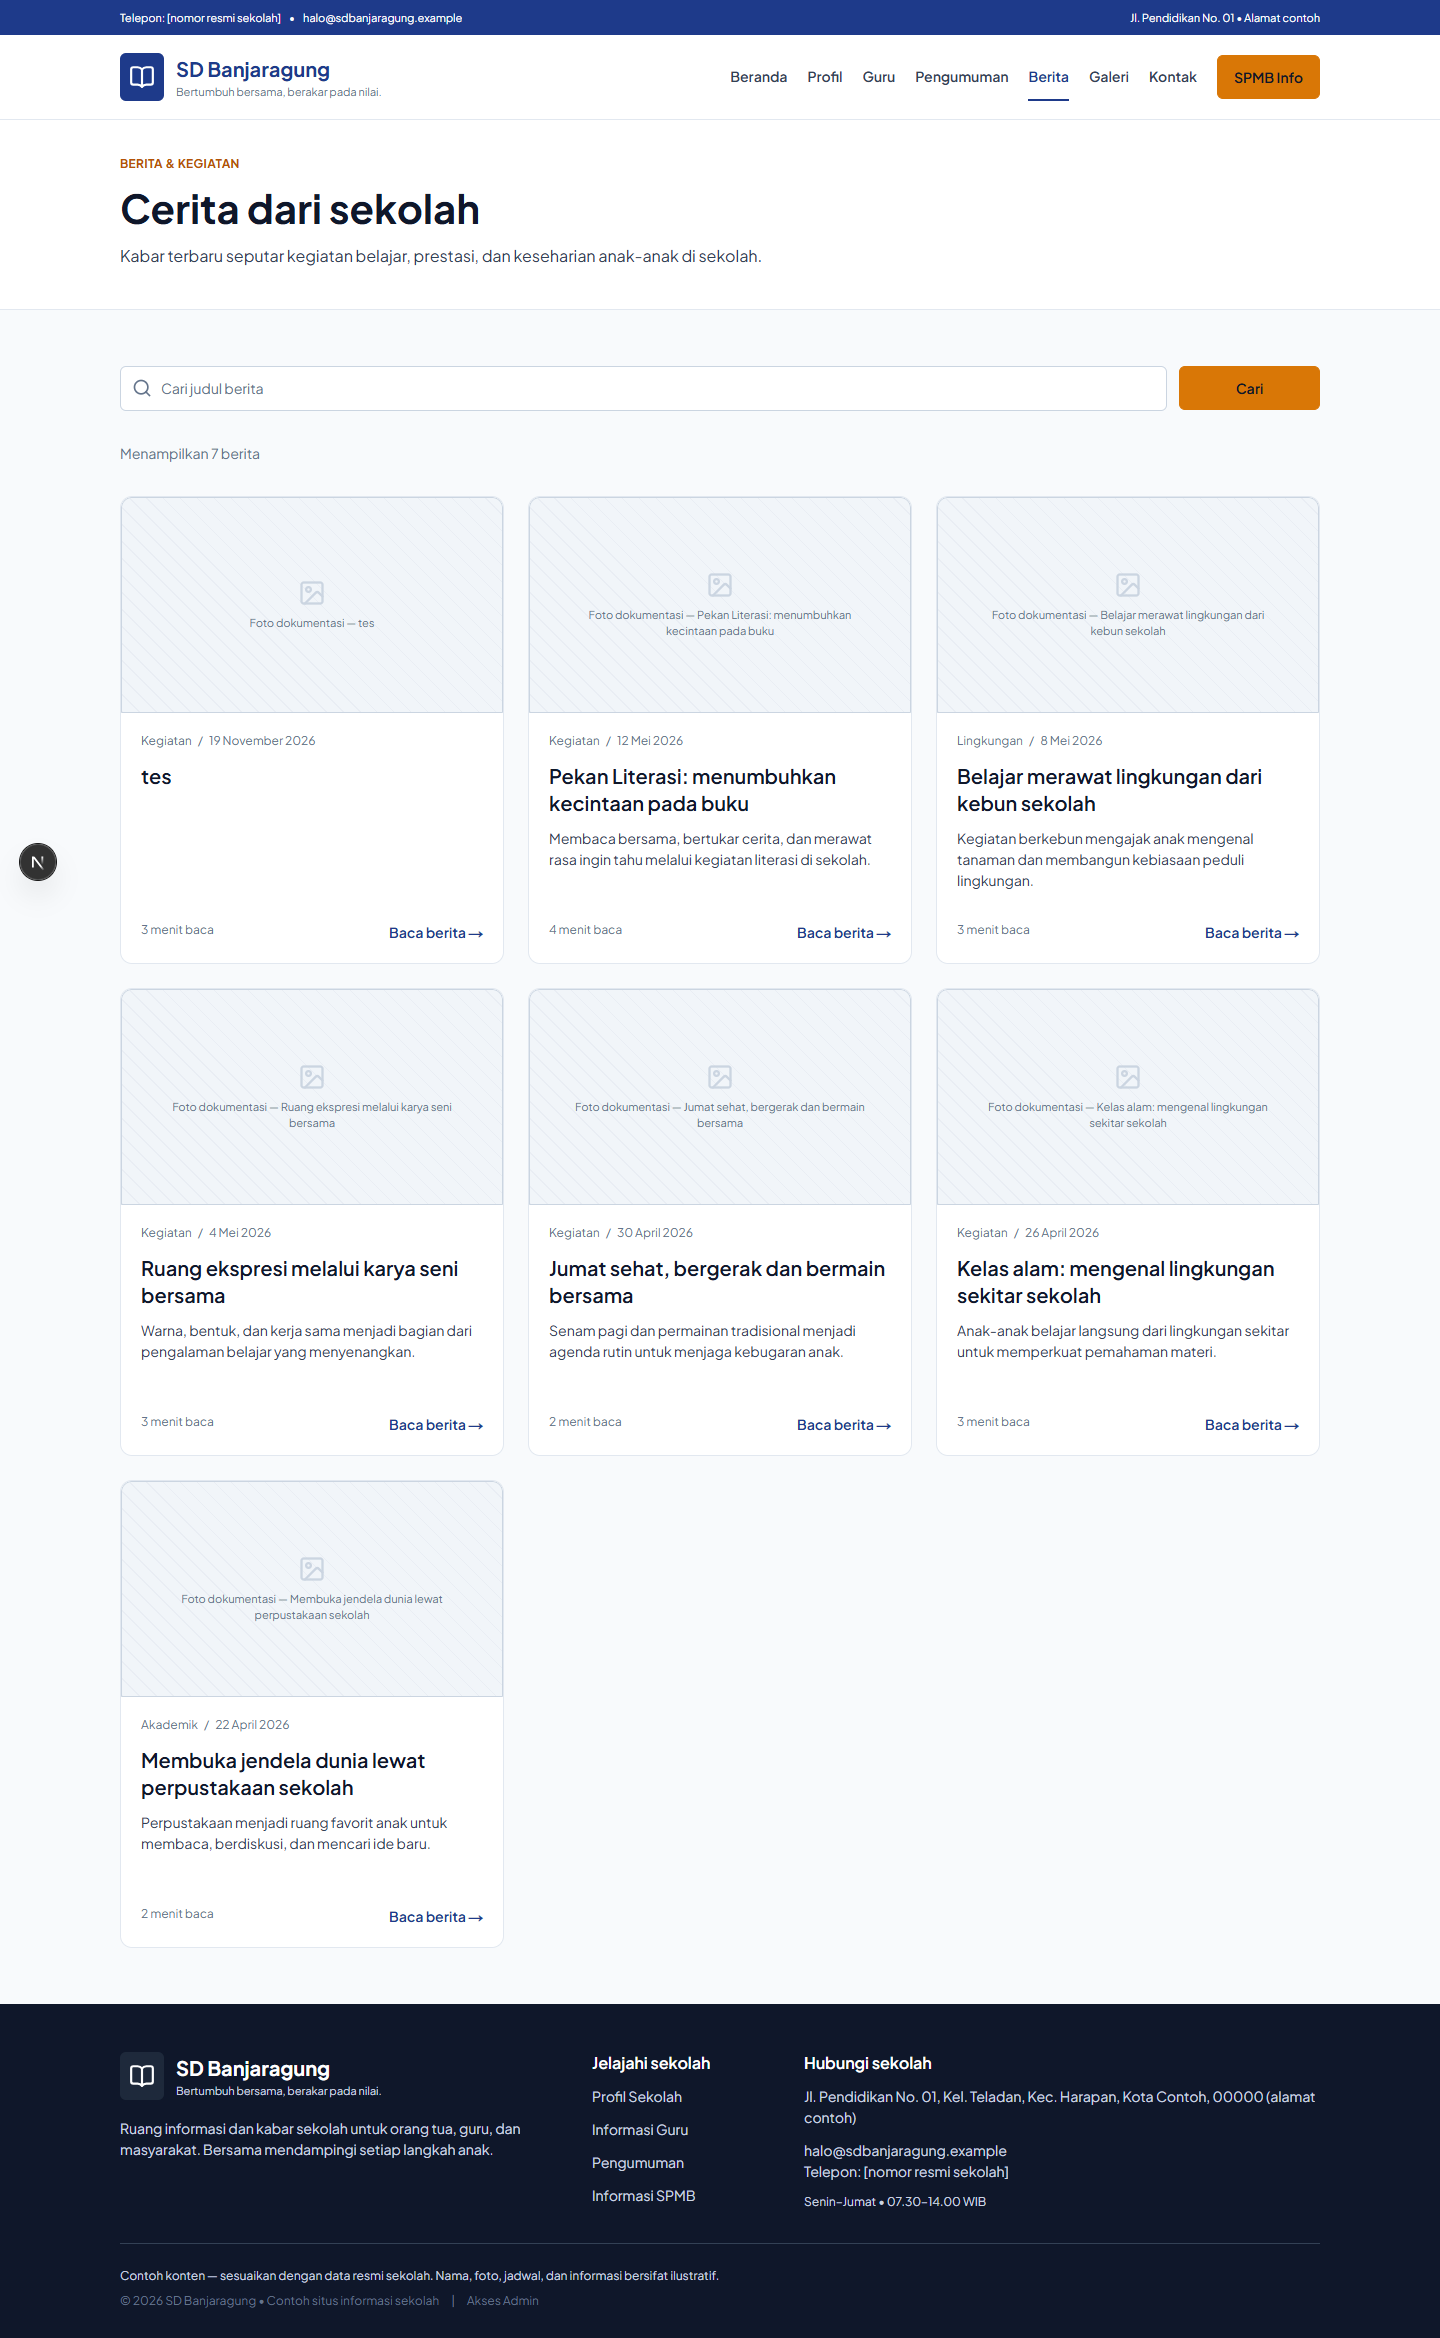 Telepon: [nomor resmi sekolah] • halo@sdbanjaragung.example
Jl. Pendidikan No. 01 • Alamat contoh
SD Banjaragung
Bertumbuh bersama, berakar pada nilai.
Beranda Profil Guru Pengumuman Berita Galeri Kontak SPMB Info
BERITA & KEGIATAN
Cerita dari sekolah
Kabar terbaru seputar kegiatan belajar, prestasi, dan keseharian anak-anak di sekolah.
Cari judul berita
Cari
Menampilkan 7 berita
Foto dokumentasi — tes
Kegiatan / 19 November 2026
tes
3 menit baca
Baca berita →
Foto dokumentasi — Pekan Literasi: menumbuhkan
kecintaan pada buku
Kegiatan / 12 Mei 2026
Pekan Literasi: menumbuhkan
kecintaan pada buku
Membaca bersama, bertukar cerita, dan merawat
rasa ingin tahu melalui kegiatan literasi di sekolah.
4 menit baca
Baca berita →
Foto dokumentasi — Belajar merawat lingkungan dari
kebun sekolah
Lingkungan / 8 Mei 2026
Belajar merawat lingkungan dari
kebun sekolah
Kegiatan berkebun mengajak anak mengenal
tanaman dan membangun kebiasaan peduli
lingkungan.
3 menit baca
Baca berita →
Foto dokumentasi — Ruang ekspresi melalui karya seni
bersama
Kegiatan / 4 Mei 2026
Ruang ekspresi melalui karya seni
bersama
Warna, bentuk, dan kerja sama menjadi bagian dari
pengalaman belajar yang menyenangkan.
3 menit baca
Baca berita →
Foto dokumentasi — Jumat sehat, bergerak dan bermain
bersama
Kegiatan / 30 April 2026
Jumat sehat, bergerak dan bermain
bersama
Senam pagi dan permainan tradisional menjadi
agenda rutin untuk menjaga kebugaran anak.
2 menit baca
Baca berita →
Foto dokumentasi — Kelas alam: mengenal lingkungan
sekitar sekolah
Kegiatan / 26 April 2026
Kelas alam: mengenal lingkungan
sekitar sekolah
Anak-anak belajar langsung dari lingkungan sekitar
untuk memperkuat pemahaman materi.
3 menit baca
Baca berita →
Foto dokumentasi — Membuka jendela dunia lewat
perpustakaan sekolah
Akademik / 22 April 2026
Membuka jendela dunia lewat
perpustakaan sekolah
Perpustakaan menjadi ruang favorit anak untuk
membaca, berdiskusi, dan mencari ide baru.
2 menit baca
Baca berita →
N
SD Banjaragung
Bertumbuh bersama, berakar pada nilai.
Ruang informasi dan kabar sekolah untuk orang tua, guru, dan
masyarakat. Bersama mendampingi setiap langkah anak.
Jelajahi sekolah
Profil Sekolah
Informasi Guru
Pengumuman
Informasi SPMB
Hubungi sekolah
Jl. Pendidikan No. 01, Kel. Teladan, Kec. Harapan, Kota Contoh, 00000 (alamat
contoh)
halo@sdbanjaragung.example
Telepon: [nomor resmi sekolah]
Senin–Jumat • 07.30–14.00 WIB
Contoh konten — sesuaikan dengan data resmi sekolah. Nama, foto, jadwal, dan informasi bersifat ilustratif.
© 2026 SD Banjaragung • Contoh situs informasi sekolah | Akses Admin